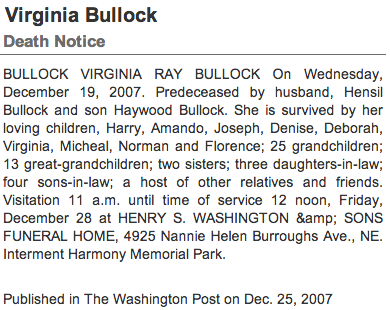 Virginia Bullock
Death Notice
BULLOCK VIRGINIA RAY BULLOCK On Wednesday,
December 19, 2007. Predeceased by husband, Hensil
Bullock and son Haywood Bullock. She is survived by her
loving children, Harry, Amando, Joseph, Denise, Deborah,
Virginia, Micheal, Norman and Florence; 25 grandchildren;
13 great-grandchildren; two sisters; three daughters-in-law;
four sons-in-law; a host of other relatives and friends.
Visitation 11 a.m. until time of service 12 noon, Friday,
December 28 at HENRY S. WASHINGTON &amp; SONS
FUNERAL HOME, 4925 Nannie Helen Burroughs Ave., NE.
Interment Harmony Memorial Park.
Published in The Washington Post on Dec. 25, 2007